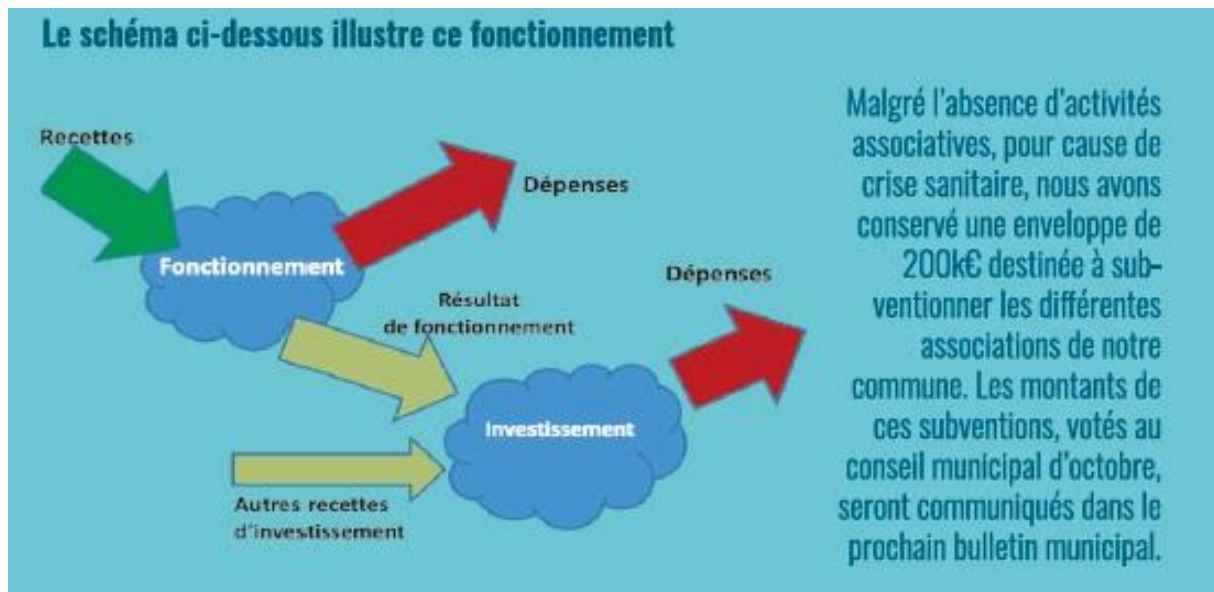 Le schéma ci-dessous illustre ce fonctionnement
Recettes
Dépenses
Fonctionnement
Résultat
de fonctionnement
Dépenses
Investissement
Autres recettes
d'investissement
Malgré l'absence d'activités
associatives, pour cause de
crise sanitaire, nous avons
conservé une enveloppe de
200k€ destinée à sub-
ventionner les différentes
associations de notre
commune. Les montants de
ces subventions, votés au
conseil municipal d'octobre,
seront communiqués dans le
prochain bulletin municipal.